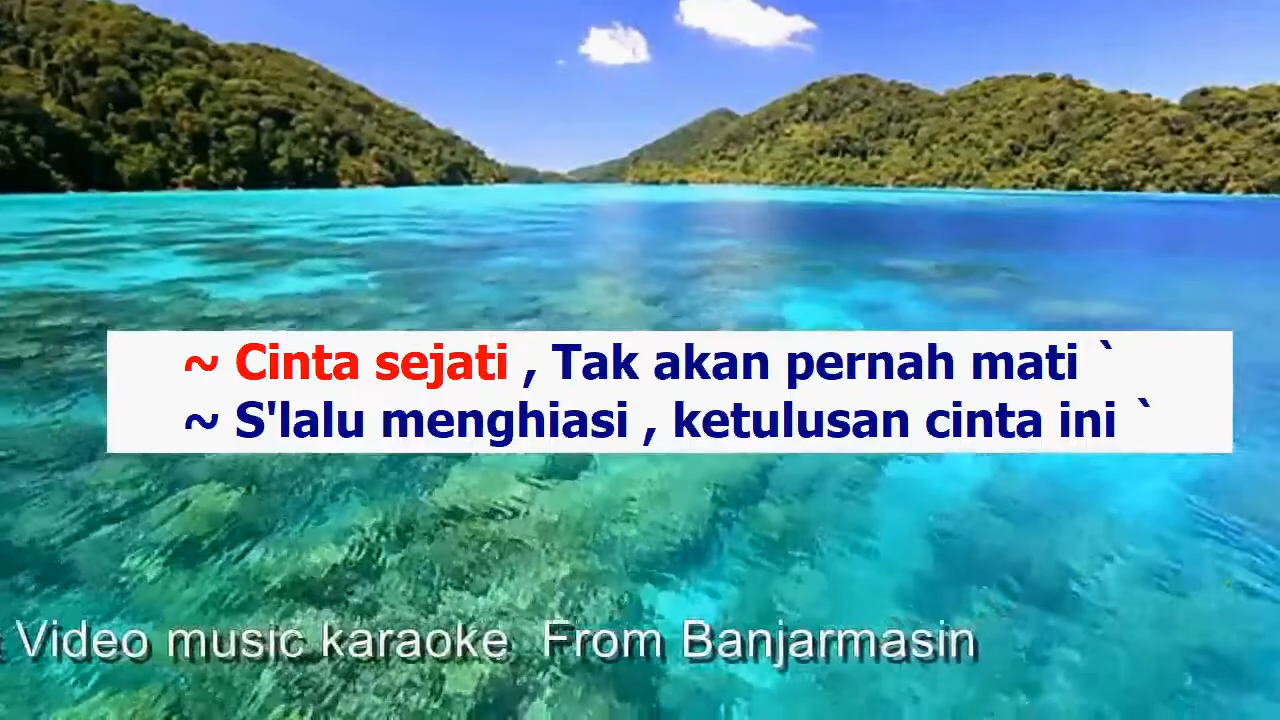 ~ Cinta sejati , Tak akan pernah mati `
~ S'lalu menghiasi , ketulusan cinta ini `
Video music karaoke From Banjarmasin